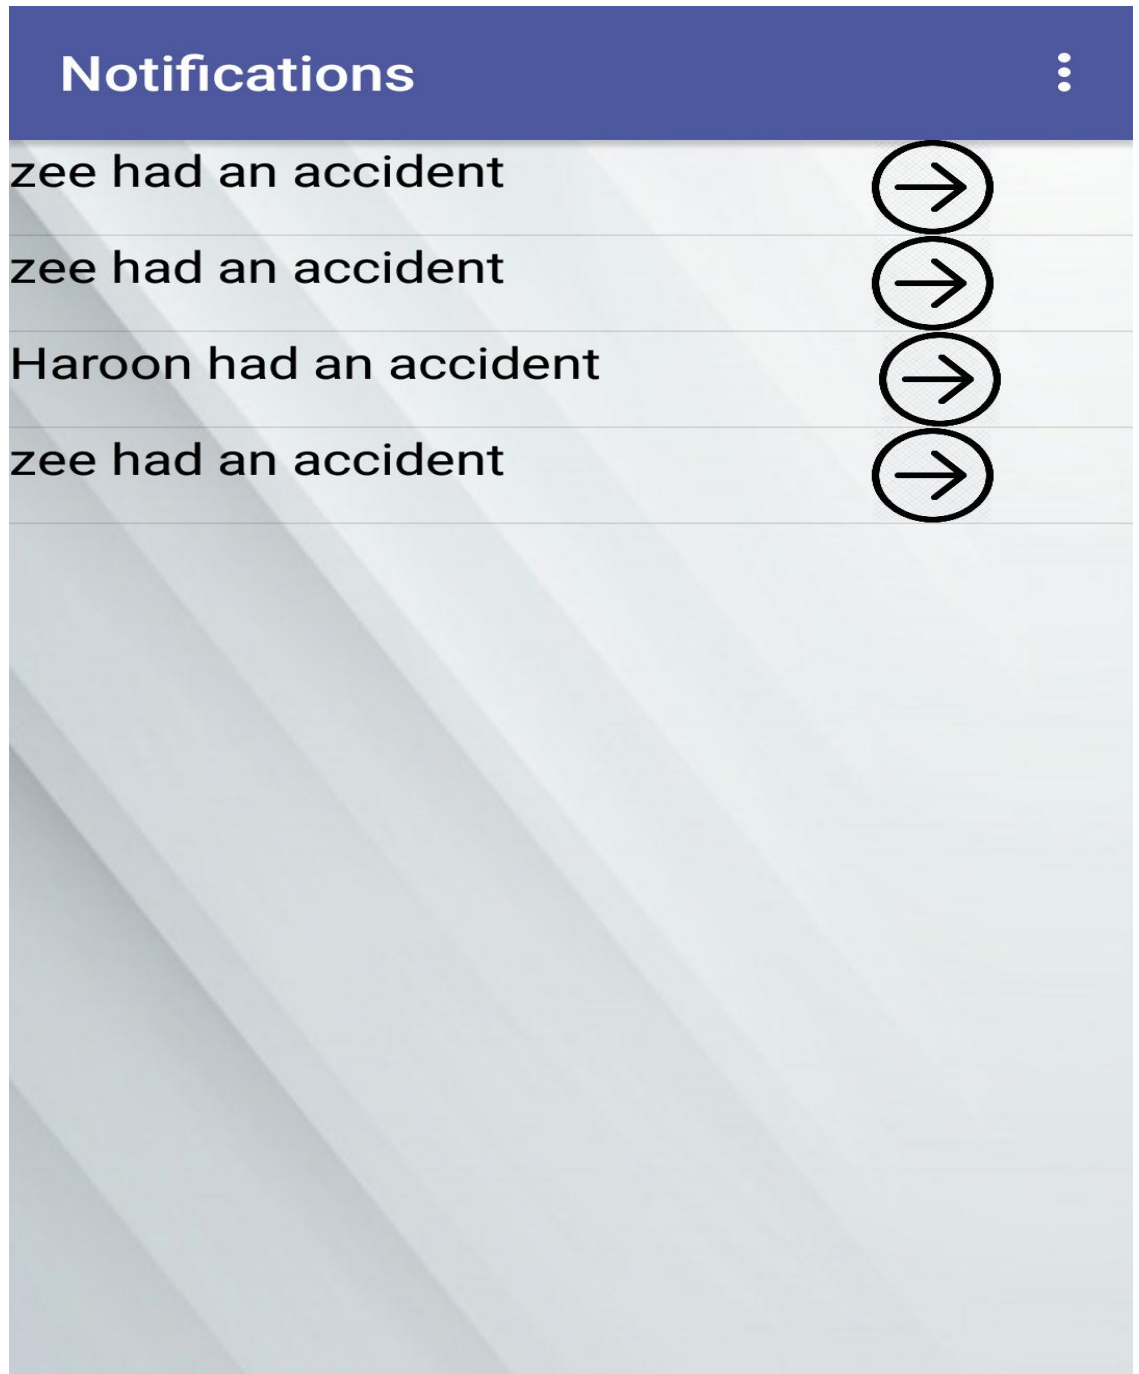 Notifications
zee had an accident
zee had an accident
Haroon had an accident
zee had an accident